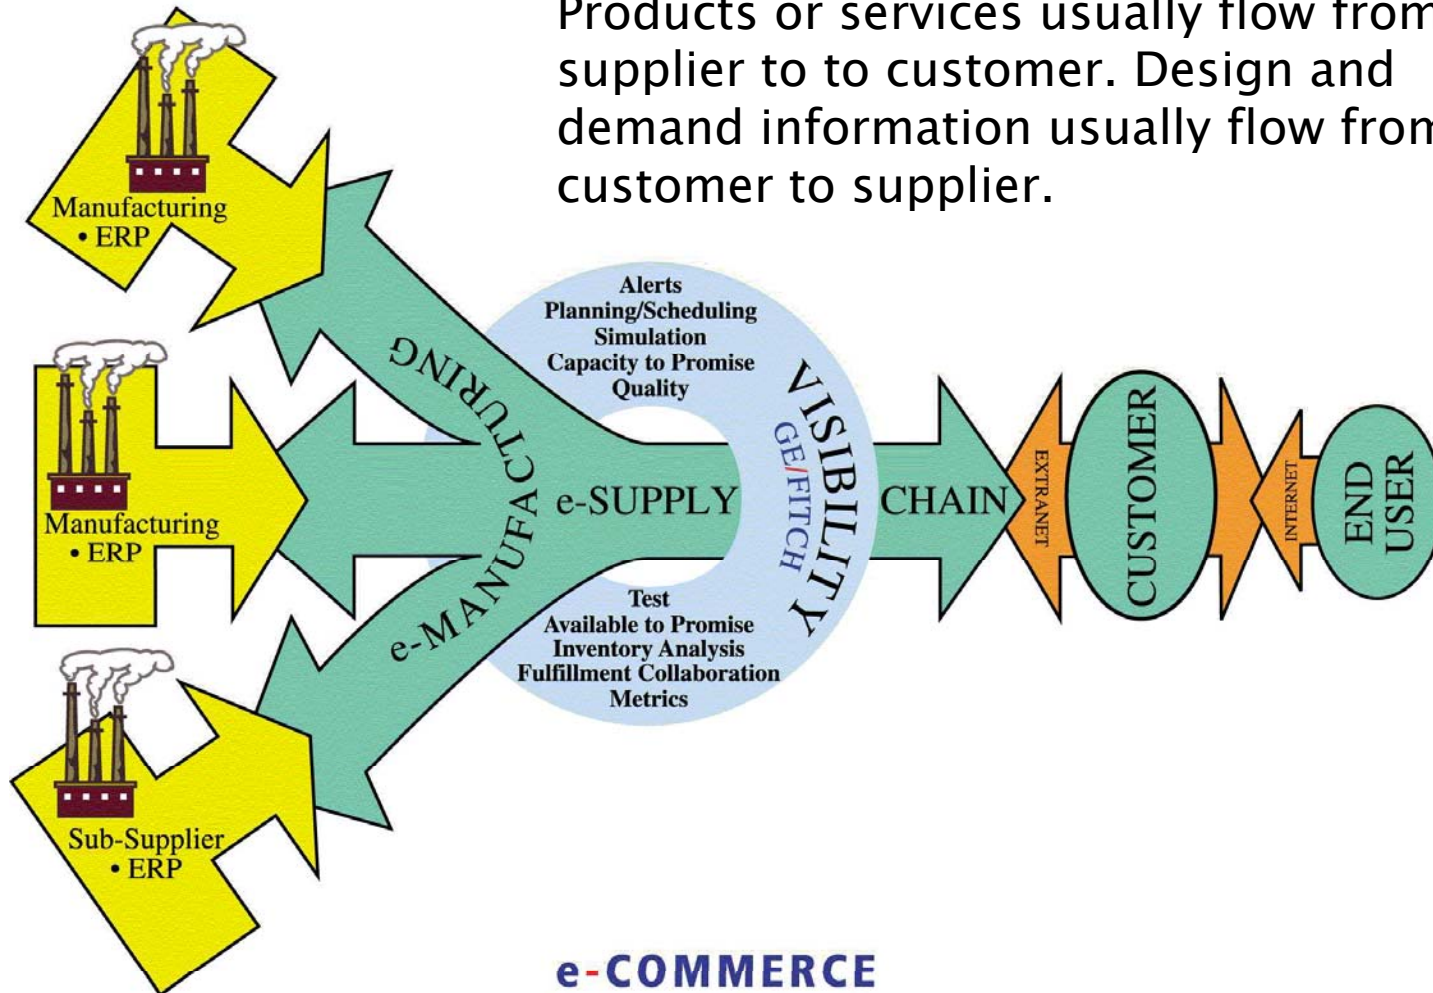 Products or services usually flow from
supplier to to customer. Design and
demand information usually flow from
customer to supplier.
Manufacturing
• ERP
Manufacturing
• ERP
Sub-Supplier
• ERP
e-MANUFACTURING
Alerts
Planning/Scheduling
Simulation
Capacity to Promise
Quality
e-SUPPLY
VISIBILITY
GE/FITCH
CHAIN
EXTRANET
CUSTOMER
INTERNET
END
USER
Test
Available to Promise
Inventory Analysis
Fulfillment Collaboration
Metrics
e-COMMERCE